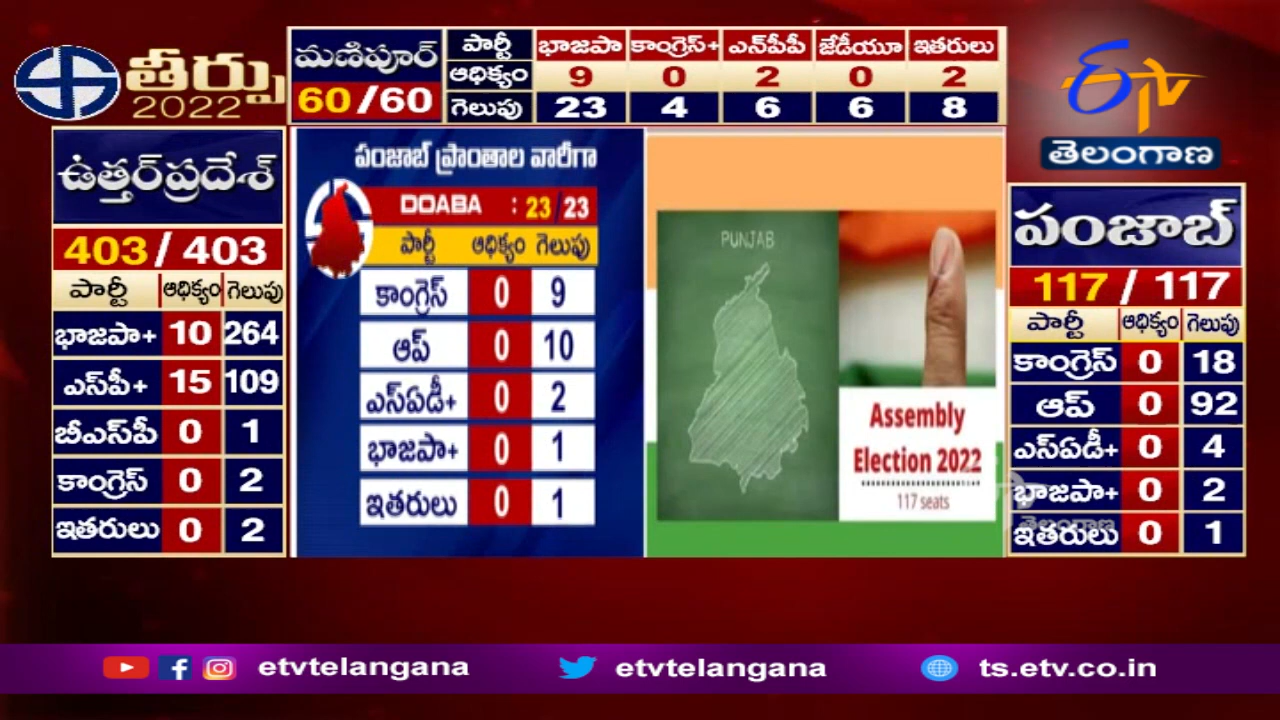 తీర్పు
2022
మణిపూర్
60/60
పార్టీ భాజపా కాంగ్రెస్+ ఎన్‌పీపీ జేడీయూ ఇతరులు
ఆధిక్యం 9 0 2 0 2
గెలుపు 23 4 6 6 8
ETV
తెలంగాణ
ఉత్తర్‌ప్రదేశ్
403/403
పార్టీ ఆధిక్యం గెలుపు
భాజపా+ 10 264
ఎస్‌పీ+ 15 109
బీఎస్‌పీ 0 1
కాంగ్రెస్ 0 2
ఇతరులు 0 2
పంజాబ్ ప్రాంతాల వారీగా
DOABA : 23/23
పార్టీ ఆధిక్యం గెలుపు
కాంగ్రెస్ 0 9
ఆప్ 0 10
ఎస్ఏడీ+ 0 2
భాజపా+ 0 1
ఇతరులు 0 1
PUNJAB
Assembly
Election 2022
117 seats
పంజాబ్
117/117
పార్టీ ఆధిక్యం గెలుపు
కాంగ్రెస్ 0 18
ఆప్ 0 92
ఎస్ఏడీ+ 0 4
భాజపా+ 0 2
తెలంగాణ
ఇతరులు 0 1
etvtelangana etvtelangana ts.etv.co.in